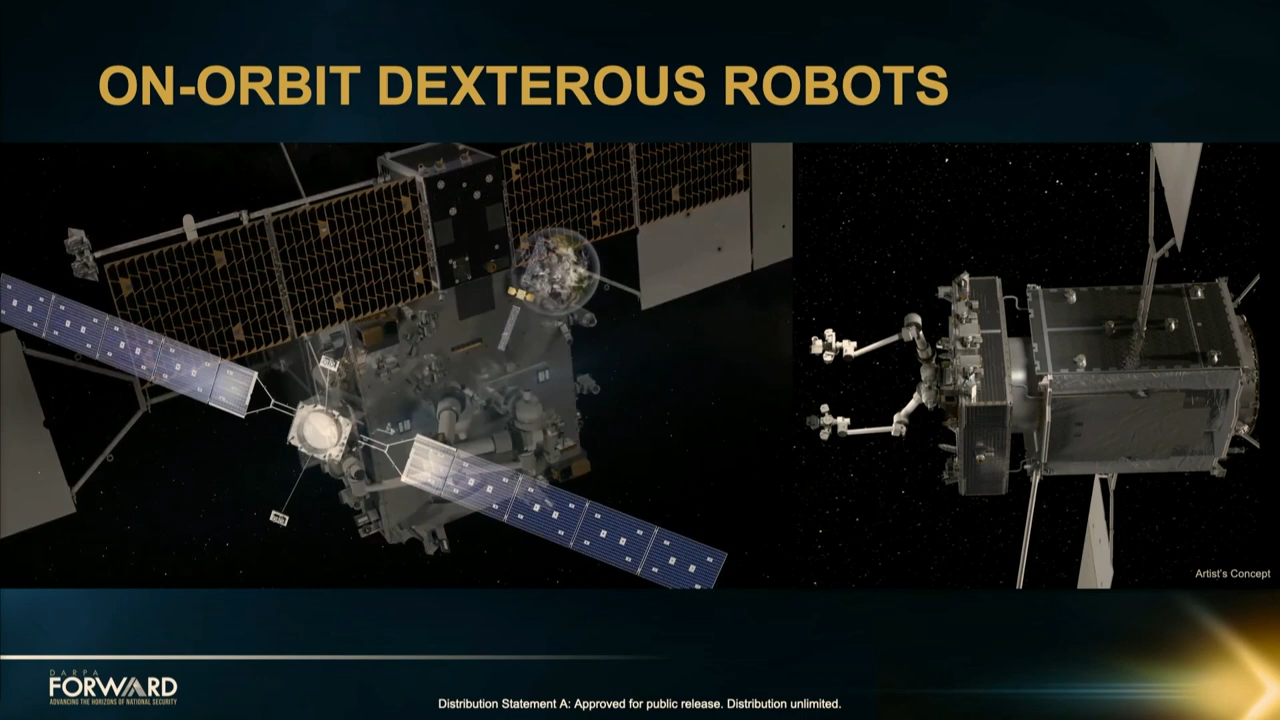 ON-ORBIT DEXTEROUS ROBOTS
Artist's Concept
DARPA
FORWARD
ADVANCING THE HORIZONS OF NATIONAL SECURITY
Distribution Statement A: Approved for public release. Distribution unlimited.